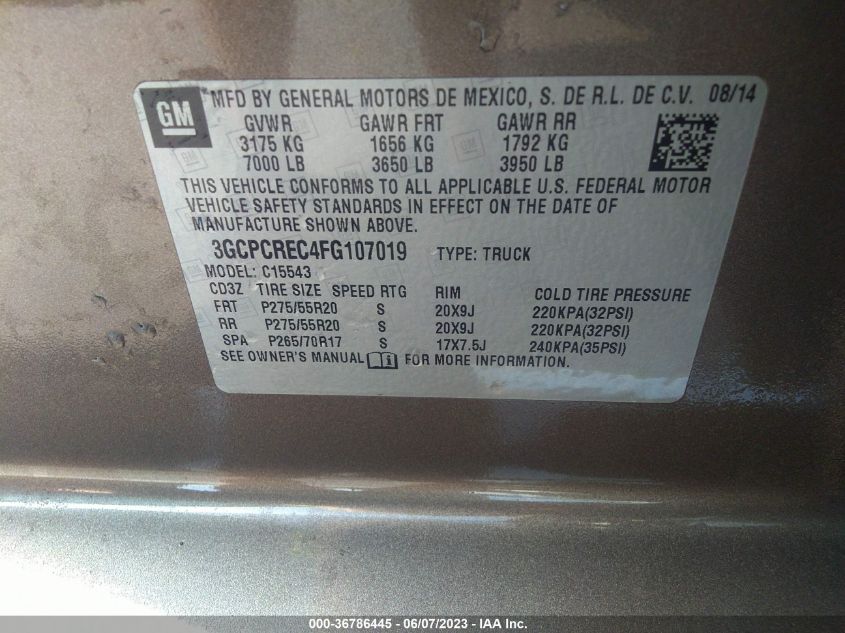 GM MFD BY GENERAL MOTORS DE MEXICO, S. DE R.L. DE C.V. 08/14
GVWR GAWR FRT GAWR RR
3175 KG 1656 KG 1792 KG
7000 LB 3650 LB 3950 LB
THIS VEHICLE CONFORMS TO ALL APPLICABLE U.S. FEDERAL MOTOR
VEHICLE SAFETY STANDARDS IN EFFECT ON THE DATE OF
MANUFACTURE SHOWN ABOVE.
3GCPCREC4FG107019 TYPE: TRUCK
MODEL: C15543
CD3Z TIRE SIZE SPEED RTG RIM COLD TIRE PRESSURE
FRT P275/55R20 S 20X9J 220KPA(32PSI)
RR P275/55R20 S 20X9J 220KPA(32PSI)
SPA P265/70R17 S 17X7.5J 240KPA(35PSI)
SEE OWNER'S MANUAL FOR MORE INFORMATION.
000-36786445 - 06/07/2023 - IAA Inc.